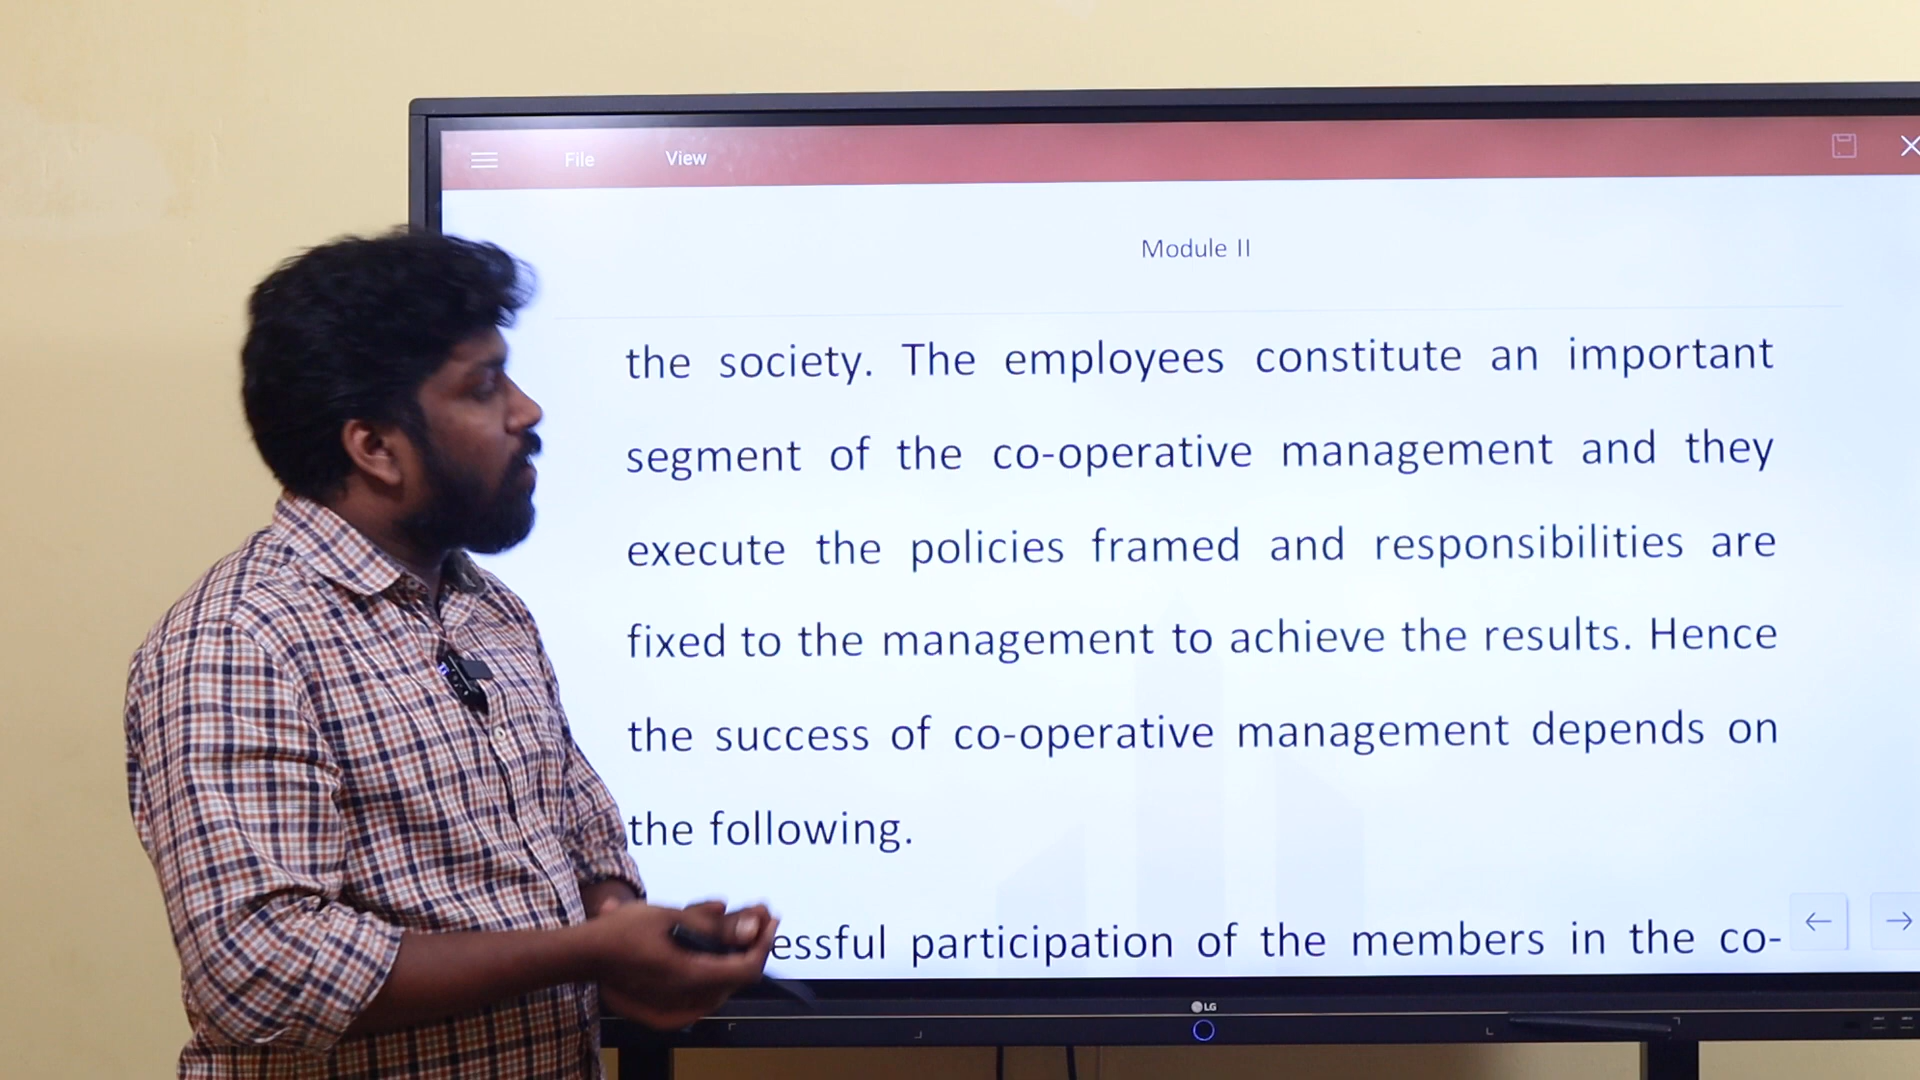 File View
Module II
the society. The employees constitute an important
segment of the co-operative management and they
execute the policies framed and responsibilities are
fixed to the management to achieve the results. Hence
the success of co-operative management depends on
the following.
essful participation of the members in the co-
LG